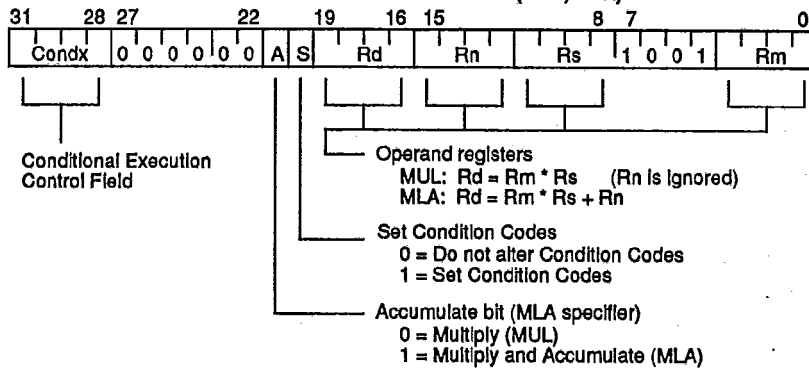 31 28 27 22 19 16 15 8 7 0
Condx 0 0 0 0 0 0 A S Rd Rn Rs 1 0 0 1 Rm
Conditional Execution
Control Field
Operand registers
MUL: Rd = Rm * Rs (Rn is ignored)
MLA: Rd = Rm * Rs + Rn
Set Condition Codes
0 = Do not alter Condition Codes
1 = Set Condition Codes
Accumulate bit (MLA specifier)
0 = Multiply (MUL)
1 = Multiply and Accumulate (MLA)